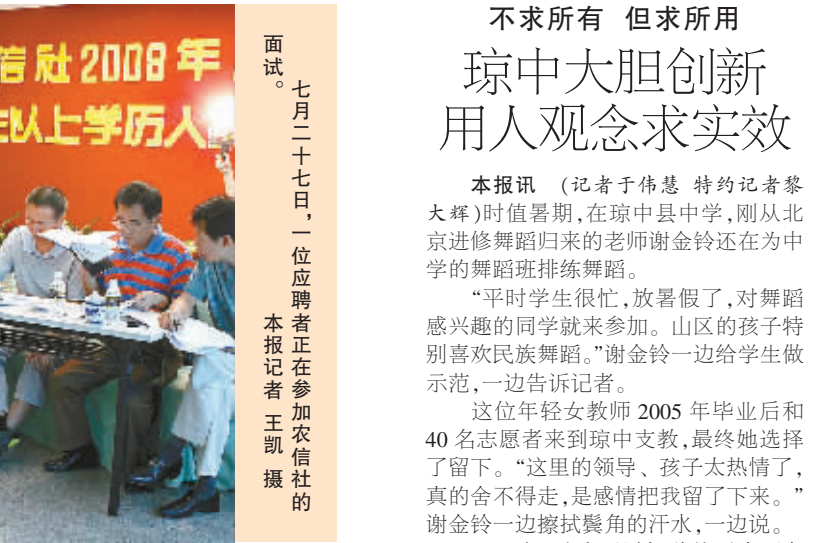 信社2008年
以上学历人
七月二十七日,一位应聘者正在参加农信社的
面试。
本报记者 王凯 摄
不求所有 但求所用
琼中大胆创新
用人观念求实效
本报讯 (记者于伟慧 特约记者黎
大辉)时值暑期,在琼中县中学,刚从北
京进修舞蹈归来的老师谢金铃还在为中
学的舞蹈班排练舞蹈。
“平时学生很忙,放暑假了,对舞蹈
感兴趣的同学就来参加。山区的孩子特
别喜欢民族舞蹈。”谢金铃一边给学生做
示范,一边告诉记者。
这位年轻女教师 2005 年毕业后和
40 名志愿者来到琼中支教,最终她选择
了留下。“这里的领导、孩子太热情了,
真的舍不得走,是感情把我留了下来。”
谢金铃一边擦拭鬓角的汗水,一边说。